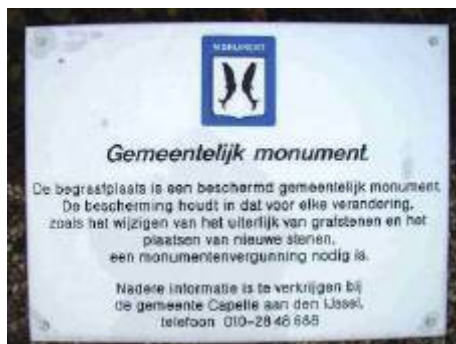 MONUMENT
Gemeentelijk monument
De begraafplaats is een beschermd gemeentelijk monument.
De bescherming houdt in dat voor elke verandering,
zoals het wijzigen van het uiterlijk van grafstenen en het
plaatsen van nieuwe stenen,
een monumentenvergunning nodig is.
Nadere informatie is te verkrijgen bij
de gemeente Capelle aan den IJssel,
telefoon 010-28 48 688